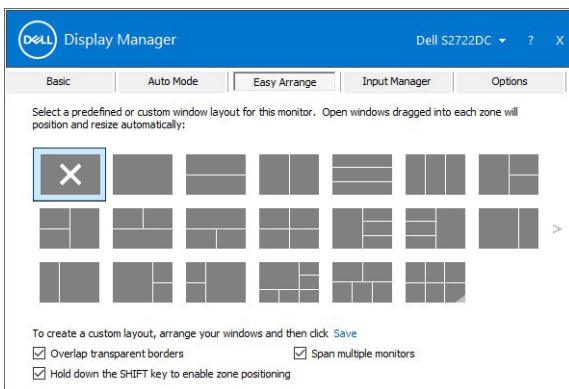 DELL Display Manager Dell S2722DC ? X
Basic Auto Mode Easy Arrange Input Manager Options
Select a predefined or custom window layout for this monitor. Open windows dragged into each zone will
position and resize automatically:
>
To create a custom layout, arrange your windows and then click Save
Overlap transparent borders Span multiple monitors
Hold down the SHIFT key to enable zone positioning